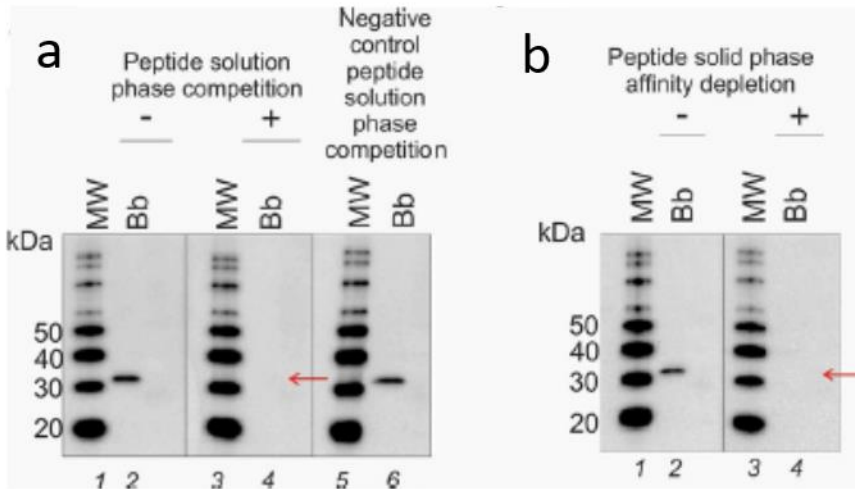 a
Peptide solution
phase competition
- +
Negative
control
peptide
solution
phase
competition
MW Bb MW Bb MW Bb
kDa
50
40
30
20
1 2 3 4 5 6
b
Peptide solid phase
affinity depletion
- +
MW Bb MW Bb
kDa
50
40
30
20
1 2 3 4